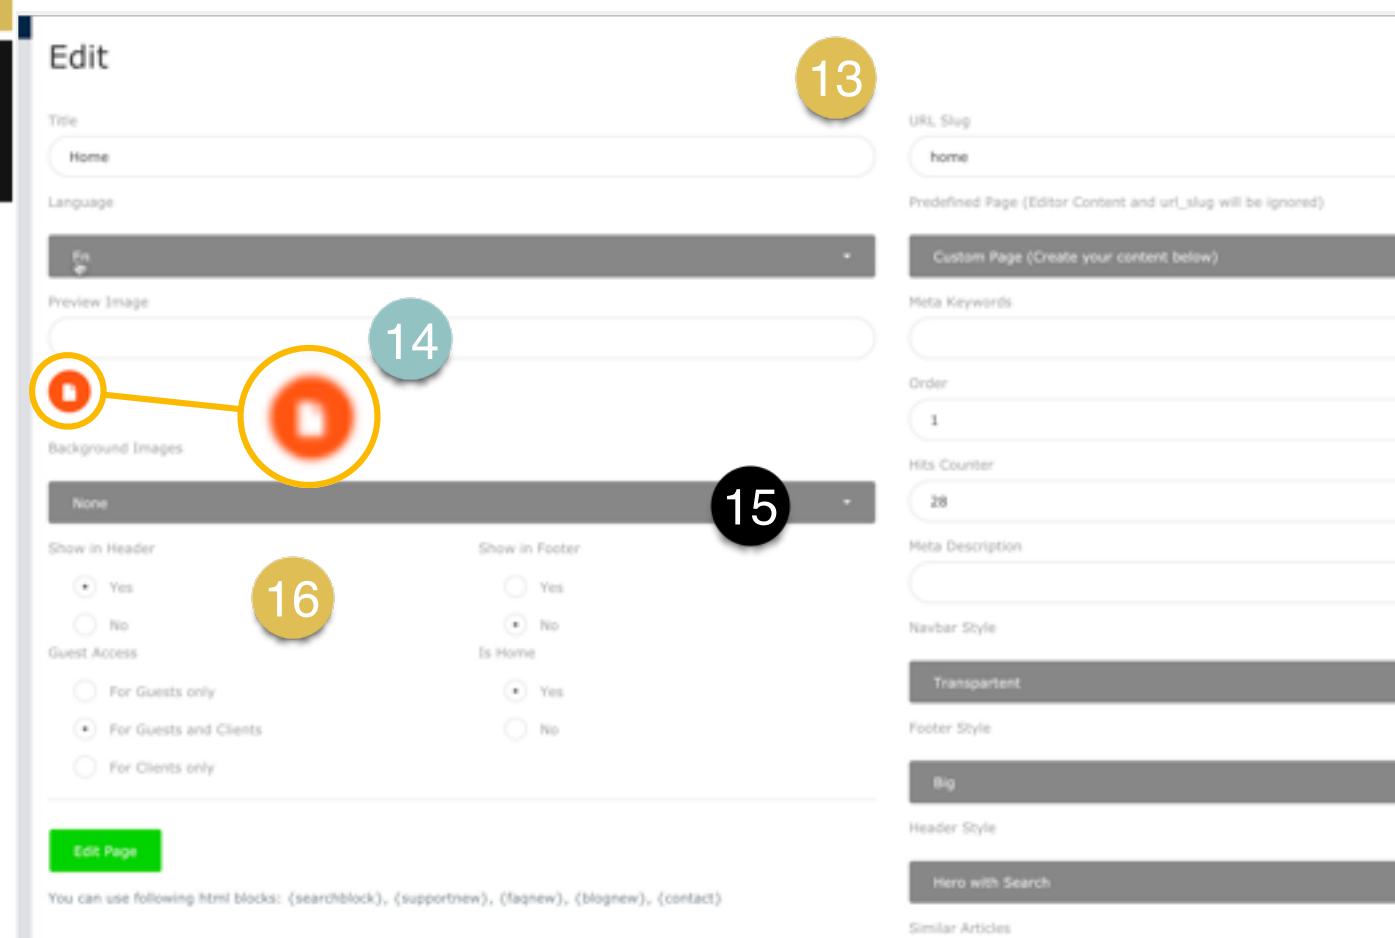 Edit
13
Title
URL Slug
Home
home
Language
Predefined Page (Editor Content and url_slug will be ignored)
En
Custom Page (Create your content below)
Preview Image
Meta Keywords
14
Order
1
Background Images
Hits Counter
None
15
28
Show in Header
Show in Footer
Meta Description
Yes
Yes
16
No
No
Navbar Style
Guest Access
Is Home
For Guests only
Yes
Transpartent
For Guests and Clients
No
Footer Style
For Clients only
Big
Header Style
Edit Page
Hero with Search
You can use following html blocks: {searchblock}, {supportnew}, {faqnew}, {blognew}, {contact}
Similar Articles